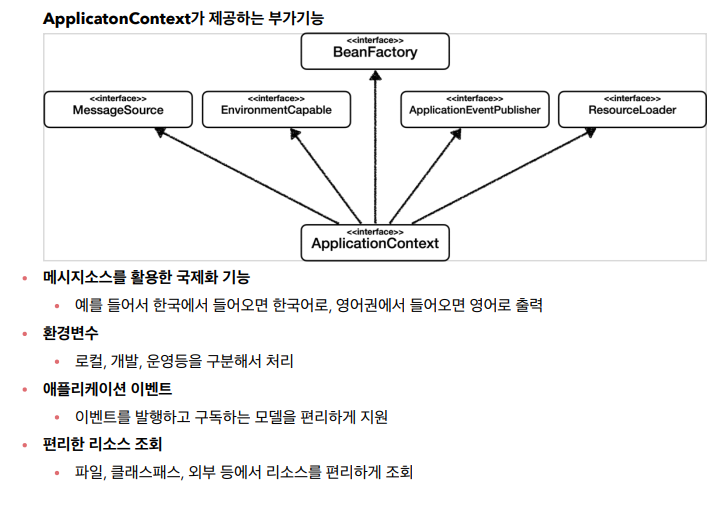 ApplicatonContext가 제공하는 부가기능
<<interface>>
BeanFactory
<<interface>>
MessageSource
<<interface>>
EnvironmentCapable
<<interface>>
ApplicationEventPublisher
<<interface>>
ResourceLoader
<<interface>>
ApplicationContext
• 메시지소스를 활용한 국제화 기능
• 예를 들어서 한국에서 들어오면 한국어로, 영어권에서 들어오면 영어로 출력
• 환경변수
• 로컬, 개발, 운영등을 구분해서 처리
• 애플리케이션 이벤트
• 이벤트를 발행하고 구독하는 모델을 편리하게 지원
• 편리한 리소스 조회
• 파일, 클래스패스, 외부 등에서 리소스를 편리하게 조회